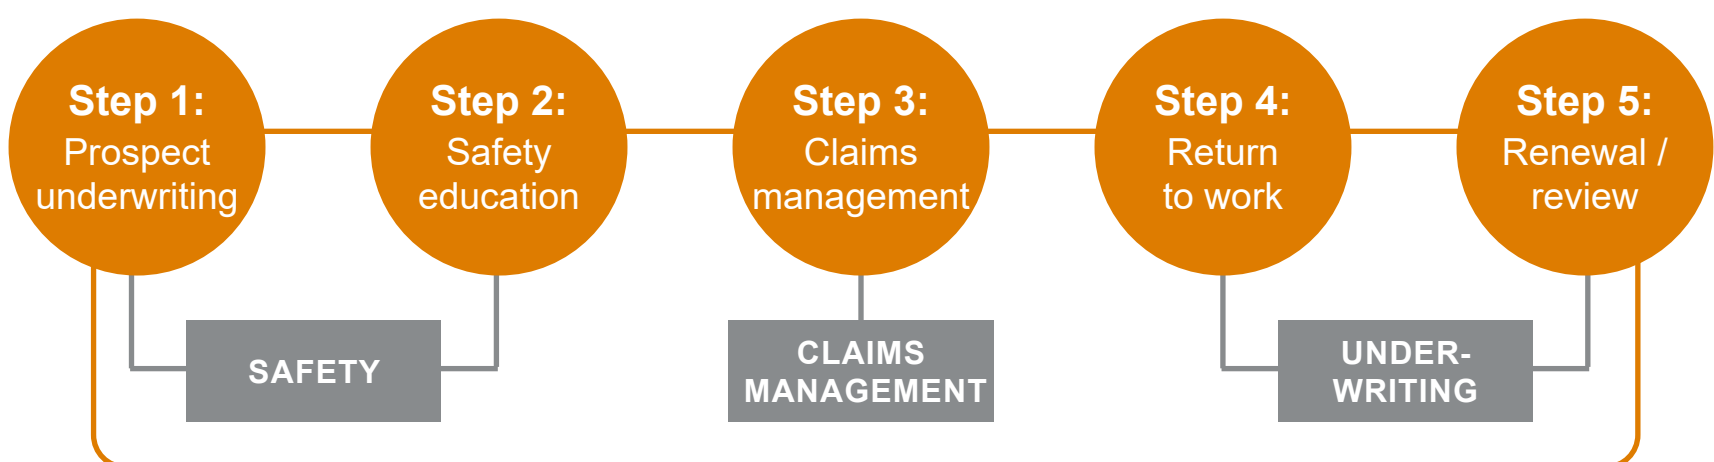 Step 1:
Prospect
underwriting
Step 2:
Safety
education
Step 3:
Claims
management
Step 4:
Return
to work
Step 5:
Renewal /
review
SAFETY
CLAIMS
MANAGEMENT
UNDER-
WRITING